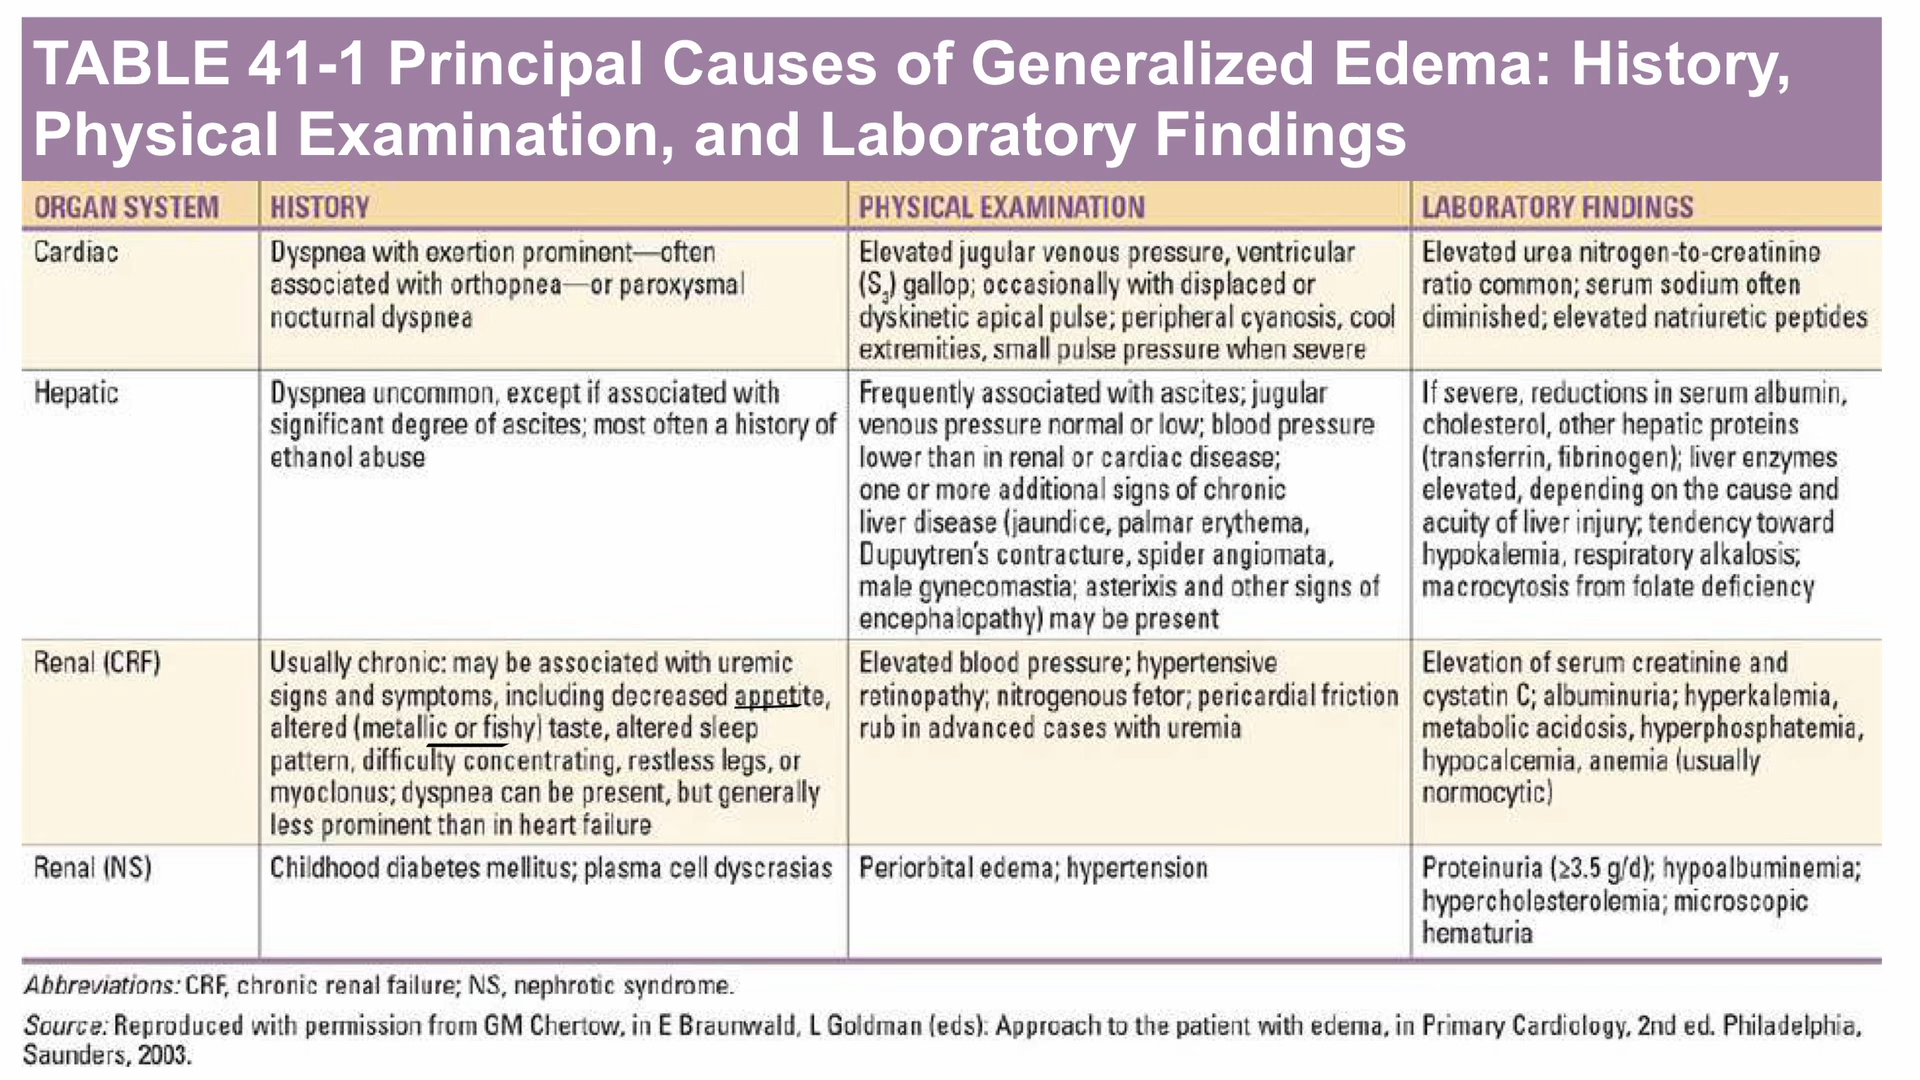 TABLE 41-1 Principal Causes of Generalized Edema: History,
Physical Examination, and Laboratory Findings
ORGAN SYSTEM
HISTORY
PHYSICAL EXAMINATION
LABORATORY FINDINGS
Cardiac
Dyspnea with exertion prominent—often
associated with orthopnea—or paroxysmal
nocturnal dyspnea
Elevated jugular venous pressure, ventricular
(S₃) gallop; occasionally with displaced or
dyskinetic apical pulse; peripheral cyanosis, cool
extremities, small pulse pressure when severe
Elevated urea nitrogen-to-creatinine
ratio common; serum sodium often
diminished; elevated natriuretic peptides
Hepatic
Dyspnea uncommon, except if associated with
significant degree of ascites; most often a history of
ethanol abuse
Frequently associated with ascites; jugular
venous pressure normal or low; blood pressure
lower than in renal or cardiac disease;
one or more additional signs of chronic
liver disease (jaundice, palmar erythema,
Dupuytren's contracture, spider angiomata,
male gynecomastia; asterixis and other signs of
encephalopathy) may be present
If severe, reductions in serum albumin,
cholesterol, other hepatic proteins
(transferrin, fibrinogen); liver enzymes
elevated, depending on the cause and
acuity of liver injury; tendency toward
hypokalemia, respiratory alkalosis;
macrocytosis from folate deficiency
Renal (CRF)
Usually chronic: may be associated with uremic
signs and symptoms, including decreased appetite,
altered (metallic or fishy) taste, altered sleep
pattern, difficulty concentrating, restless legs, or
myoclonus; dyspnea can be present, but generally
less prominent than in heart failure
Elevated blood pressure; hypertensive
retinopathy; nitrogenous fetor; pericardial friction
rub in advanced cases with uremia
Elevation of serum creatinine and
cystatin C; albuminuria; hyperkalemia,
metabolic acidosis, hyperphosphatemia,
hypocalcemia, anemia (usually
normocytic)
Renal (NS)
Childhood diabetes mellitus; plasma cell dyscrasias
Periorbital edema; hypertension
Proteinuria (≥3.5 g/d); hypoalbuminemia;
hypercholesterolemia; microscopic
hematuria
Abbreviations: CRF, chronic renal failure; NS, nephrotic syndrome.
Source: Reproduced with permission from GM Chertow, in E Braunwald, L Goldman (eds): Approach to the patient with edema, in Primary Cardiology, 2nd ed. Philadelphia,
Saunders, 2003.